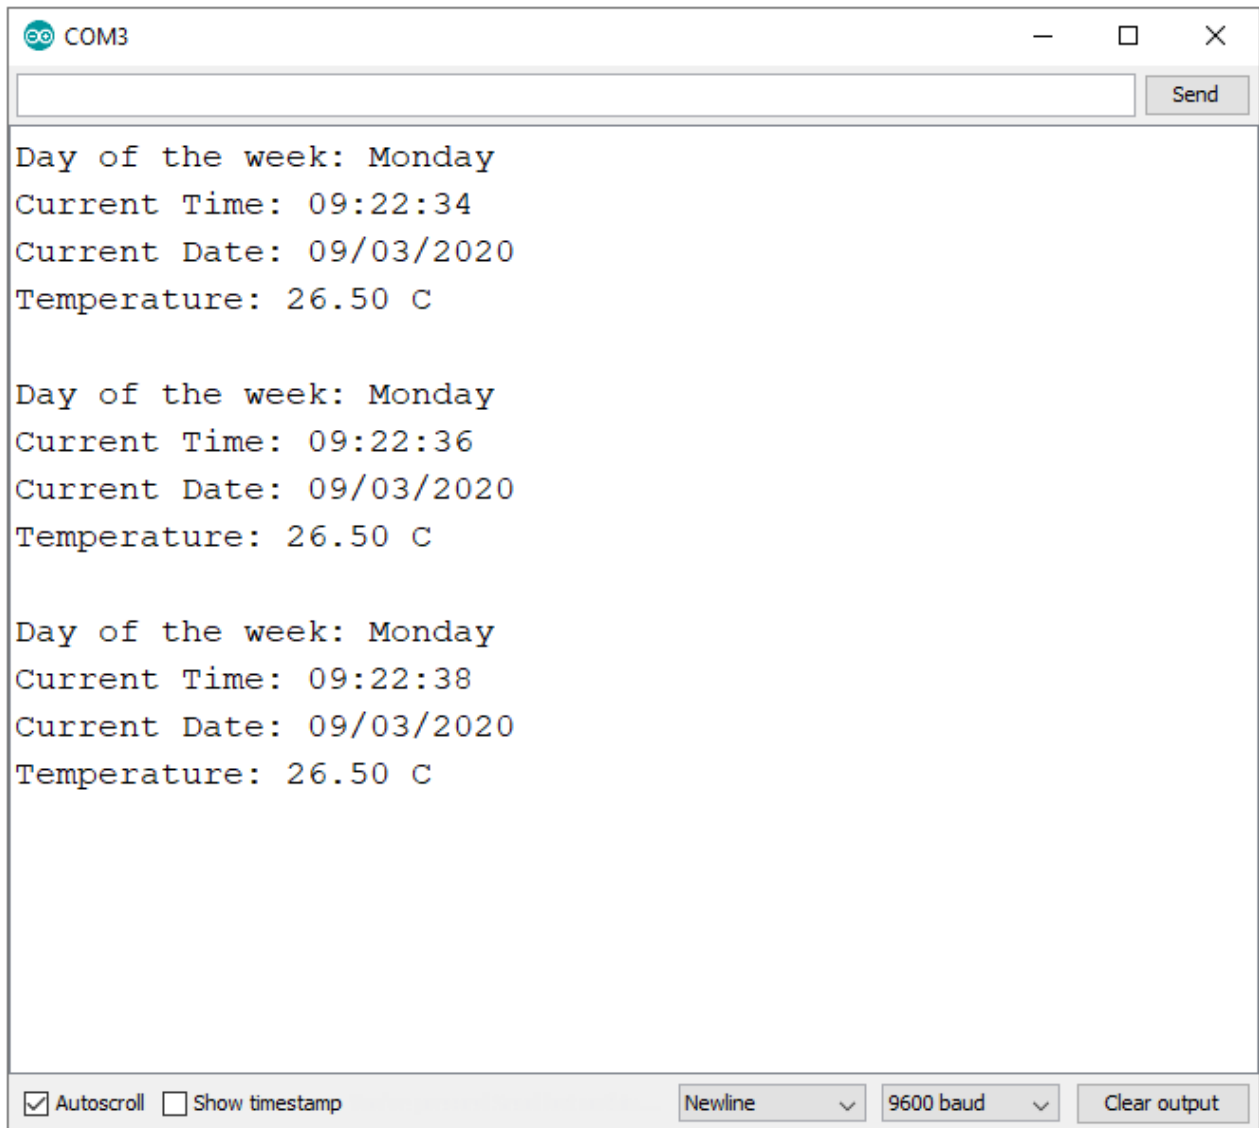 COM3
Send
Day of the week: Monday
Current Time: 09:22:34
Current Date: 09/03/2020
Temperature: 26.50 C
Day of the week: Monday
Current Time: 09:22:36
Current Date: 09/03/2020
Temperature: 26.50 C
Day of the week: Monday
Current Time: 09:22:38
Current Date: 09/03/2020
Temperature: 26.50 C
Autoscroll Show timestamp Newline 9600 baud Clear output